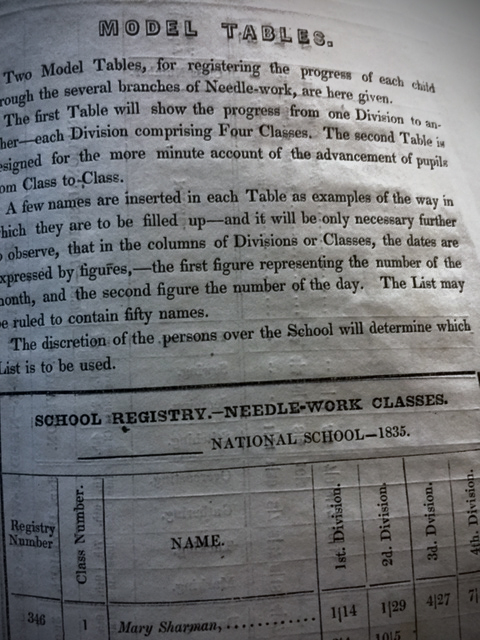 MODEL TABLES.
Two Model Tables, for registering the progress of each child
rough the several branches of Needle-work, are here given.
The first Table will show the progress from one Division to an-
her—each Division comprising Four Classes. The second Table is
esigned for the more minute account of the advancement of pupils
om Class to Class.
A few names are inserted in each Table as examples of the way in
hich they are to be filled up—and it will be only necessary further
observe, that in the columns of Divisions or Classes, the dates are
xpressed by figures,—the first figure representing the number of the
onth, and the second figure the number of the day. The List may
e ruled to contain fifty names.
The discretion of the persons over the School will determine which
List is to be used.
SCHOOL REGISTRY.—NEEDLE-WORK CLASSES.
NATIONAL SCHOOL—1835.
Registry Number
Class Number.
NAME.
1st. Division.
2d. Division.
3d. Dvision.
4th. Division.
346 1 Mary Sharman, 1|14 1|29 4|27 7|